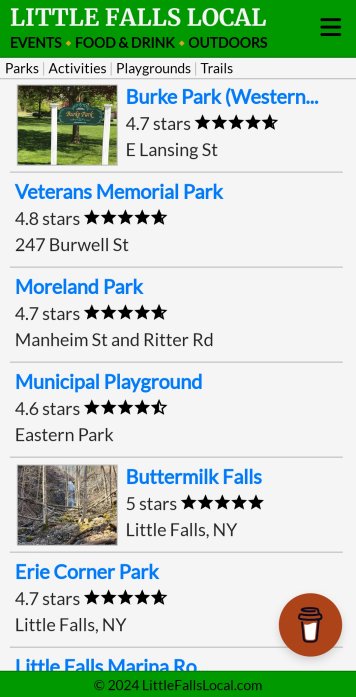 LITTLE FALLS LOCAL
EVENTS • FOOD & DRINK • OUTDOORS
Parks | Activities | Playgrounds | Trails
Burke Park
Burke Park (Western...
4.7 stars ★★★★★
E Lansing St
Veterans Memorial Park
4.8 stars ★★★★★
247 Burwell St
Moreland Park
4.7 stars ★★★★★
Manheim St and Ritter Rd
Municipal Playground
4.6 stars ★★★★⯪
Eastern Park
Buttermilk Falls
5 stars ★★★★★
Little Falls, NY
Erie Corner Park
4.7 stars ★★★★★
Little Falls, NY
Little Falls Marina Ro
© 2024 LittleFallsLocal.com